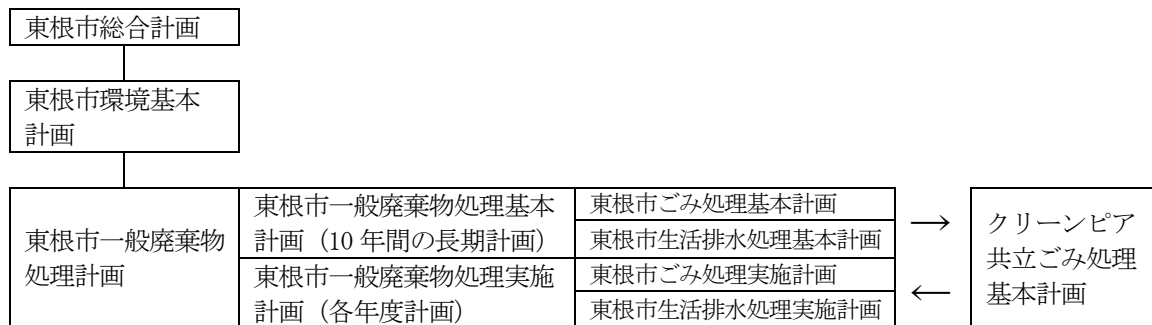 東根市総合計画
東根市環境基本
計画
東根市一般廃棄物
処理計画
東根市一般廃棄物処理基本
計画（10 年間の長期計画）
東根市ごみ処理基本計画
東根市生活排水処理基本計画
東根市一般廃棄物処理実施
計画（各年度計画）
東根市ごみ処理実施計画
東根市生活排水処理実施計画
→
←
クリーンピア
共立ごみ処理
基本計画